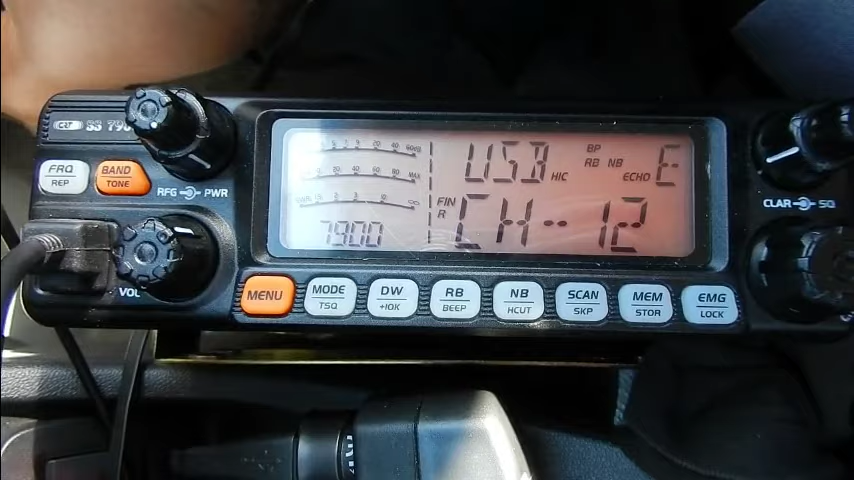 CRT SS 790
USB HIC BP RB NB ECHO E
FIN R CH-12
7900
FRQ REP
BAND TONE
RFG PWR
CLAR SQ
VOL
MENU
MODE TSQ
DW +10K
RB BEEP
NB HCUT
SCAN SKP
MEM STOR
EMG LOCK